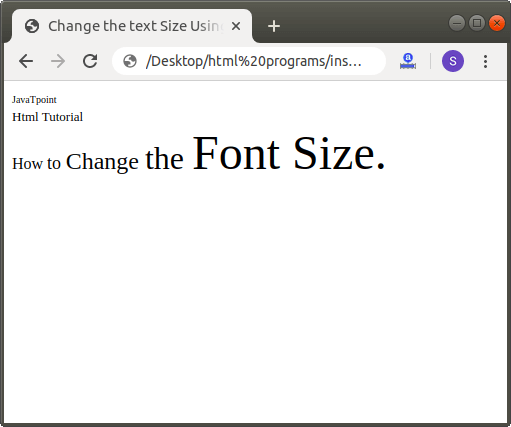 Change the text Size Usin
/Desktop/html%20programs/ins...
a
S
JavaTpoint
Html Tutorial
How to Change the Font Size.